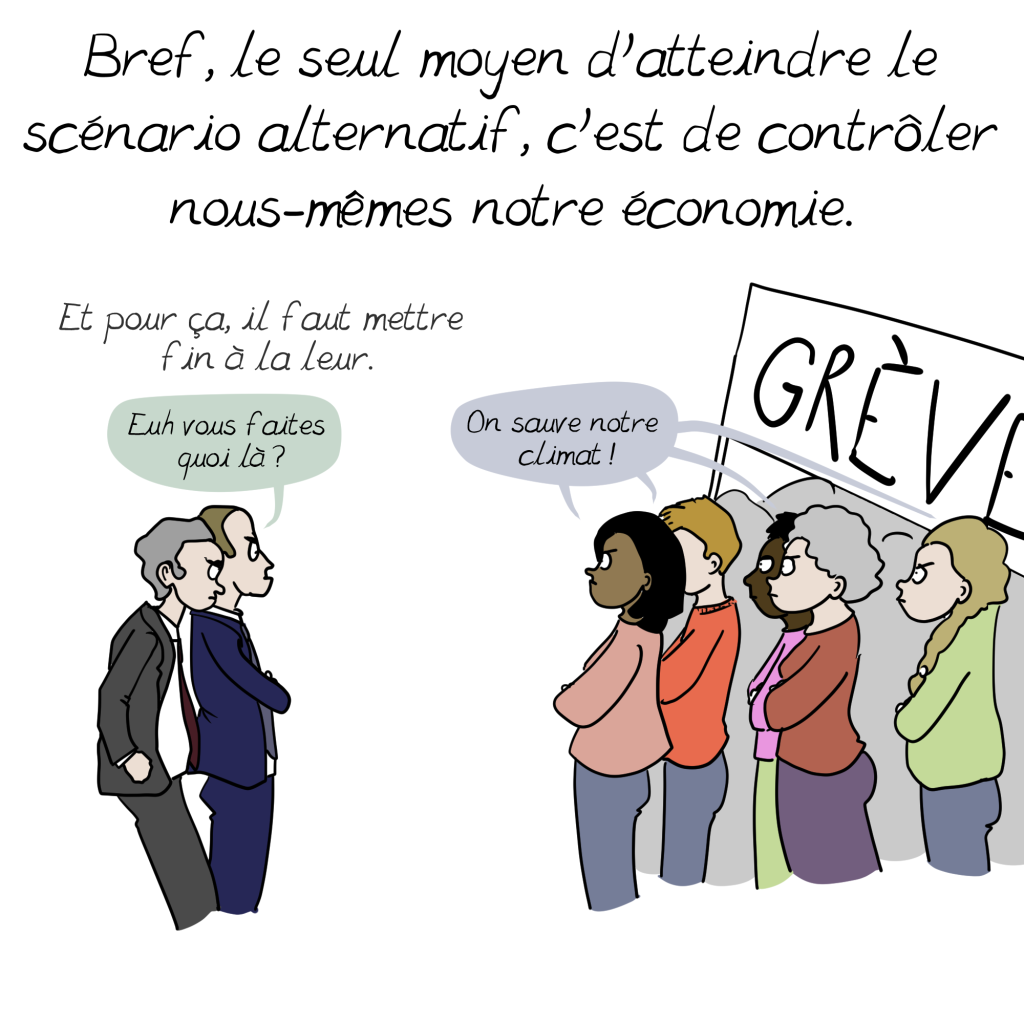 Bref, le seul moyen d'atteindre le
scénario alternatif, c'est de contrôler
nous-mêmes notre économie.
Et pour ça, il faut mettre
fin à la leur.
Euh vous faites
quoi là ?
On sauve notre
climat !
GRÈVE